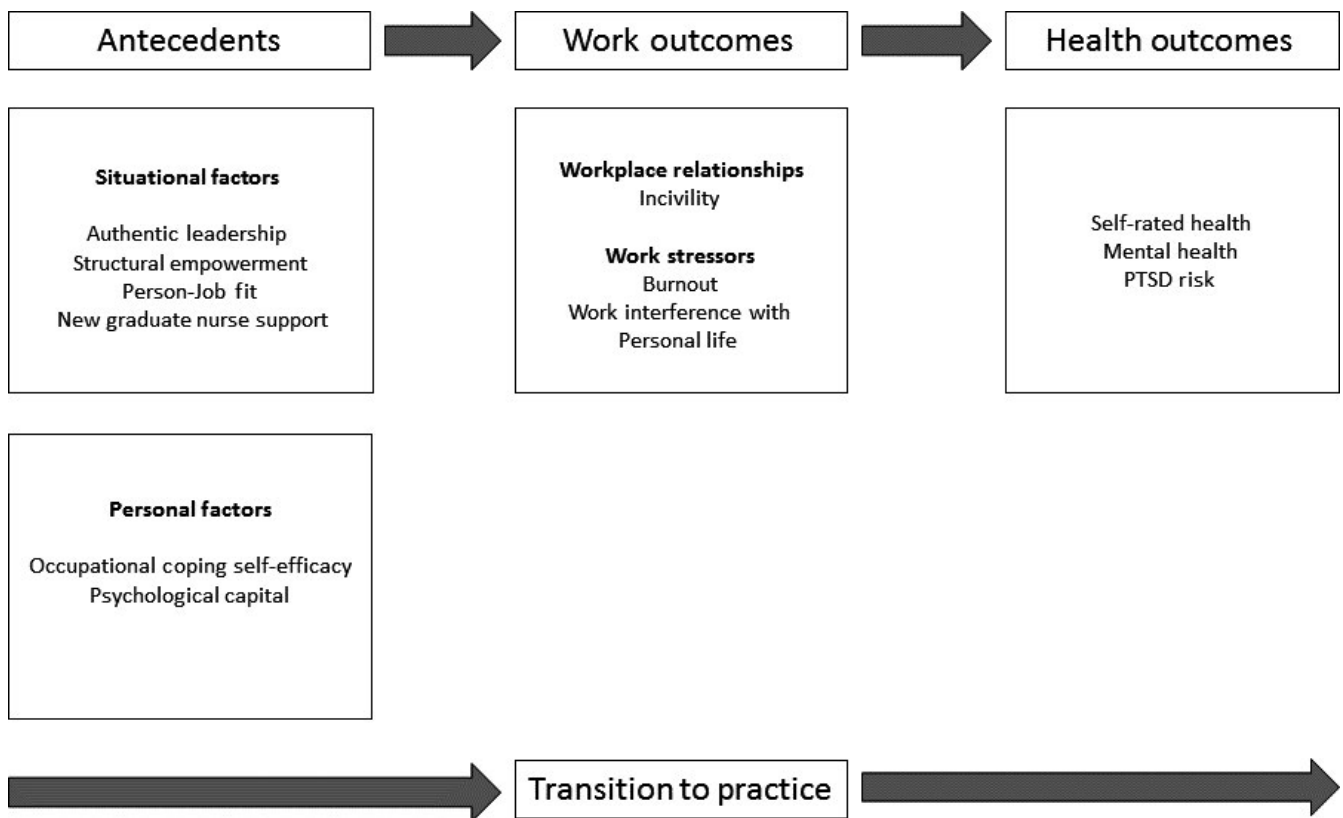 Antecedents
Work outcomes
Health outcomes
Situational factors
Authentic leadership
Structural empowerment
Person-Job fit
New graduate nurse support
Workplace relationships
Incivility
Work stressors
Burnout
Work interference with
Personal life
Self-rated health
Mental health
PTSD risk
Personal factors
Occupational coping self-efficacy
Psychological capital
Transition to practice